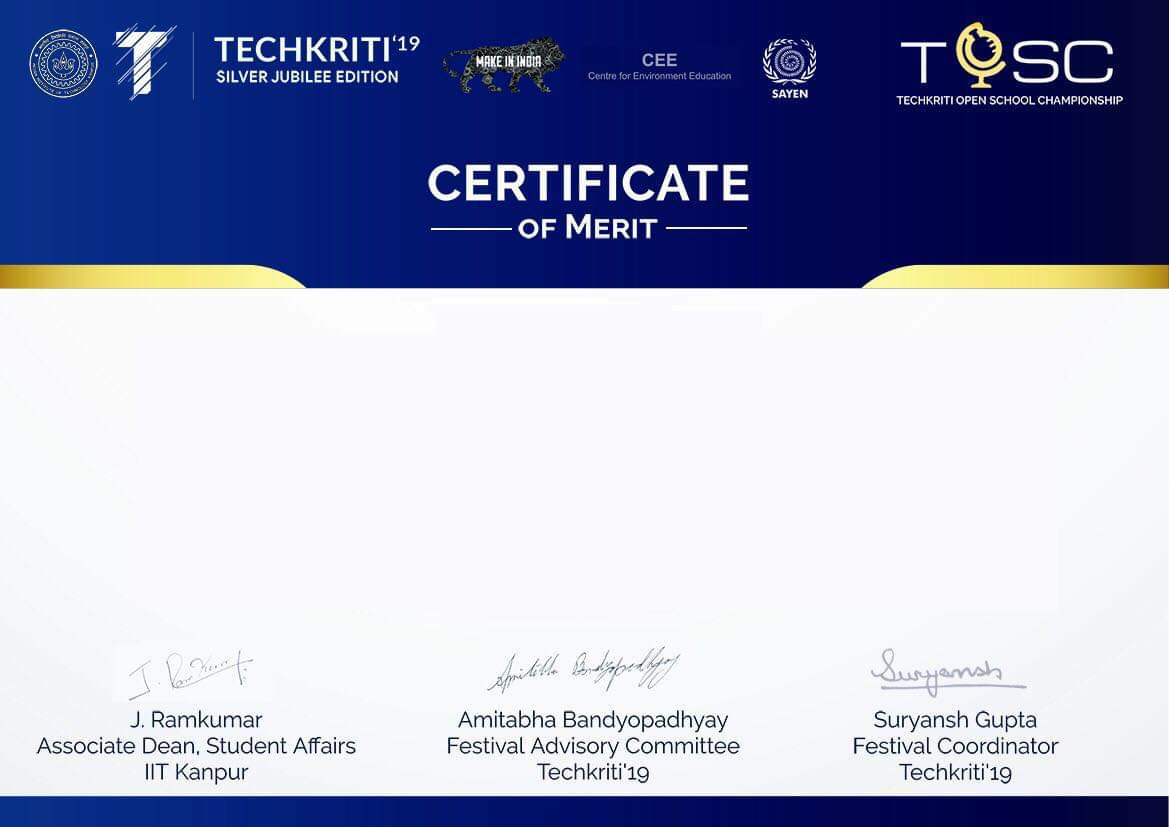 TECHKRITI'19
SILVER JUBILEE EDITION
MAKE IN INDIA
CEE
Centre for Environment Education
SAYEN
TOSC
TECHKRITI OPEN SCHOOL CHAMPIONSHIP
CERTIFICATE
OF MERIT
J. Ramkumar
Amitabha Bandyopadhyay
Suryansh
J. Ramkumar
Associate Dean, Student Affairs
IIT Kanpur
Amitabha Bandyopadhyay
Festival Advisory Committee
Techkriti'19
Suryansh Gupta
Festival Coordinator
Techkriti'19